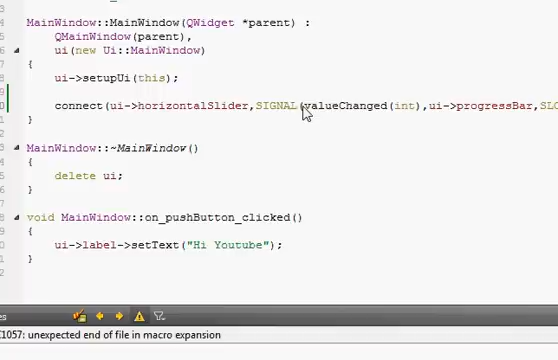 MainWindow::MainWindow(QWidget *parent) :
QMainWindow(parent),
ui(new Ui::MainWindow)
{
ui->setupUi(this);
connect(ui->horizontalSlider,SIGNAL(valueChanged(int),ui->progressBar,SLO
}
MainWindow::~MainWindow()
{
delete ui;
}
void MainWindow::on_pushButton_clicked()
{
ui->label->setText("Hi Youtube");
}
es
1057: unexpected end of file in macro expansion